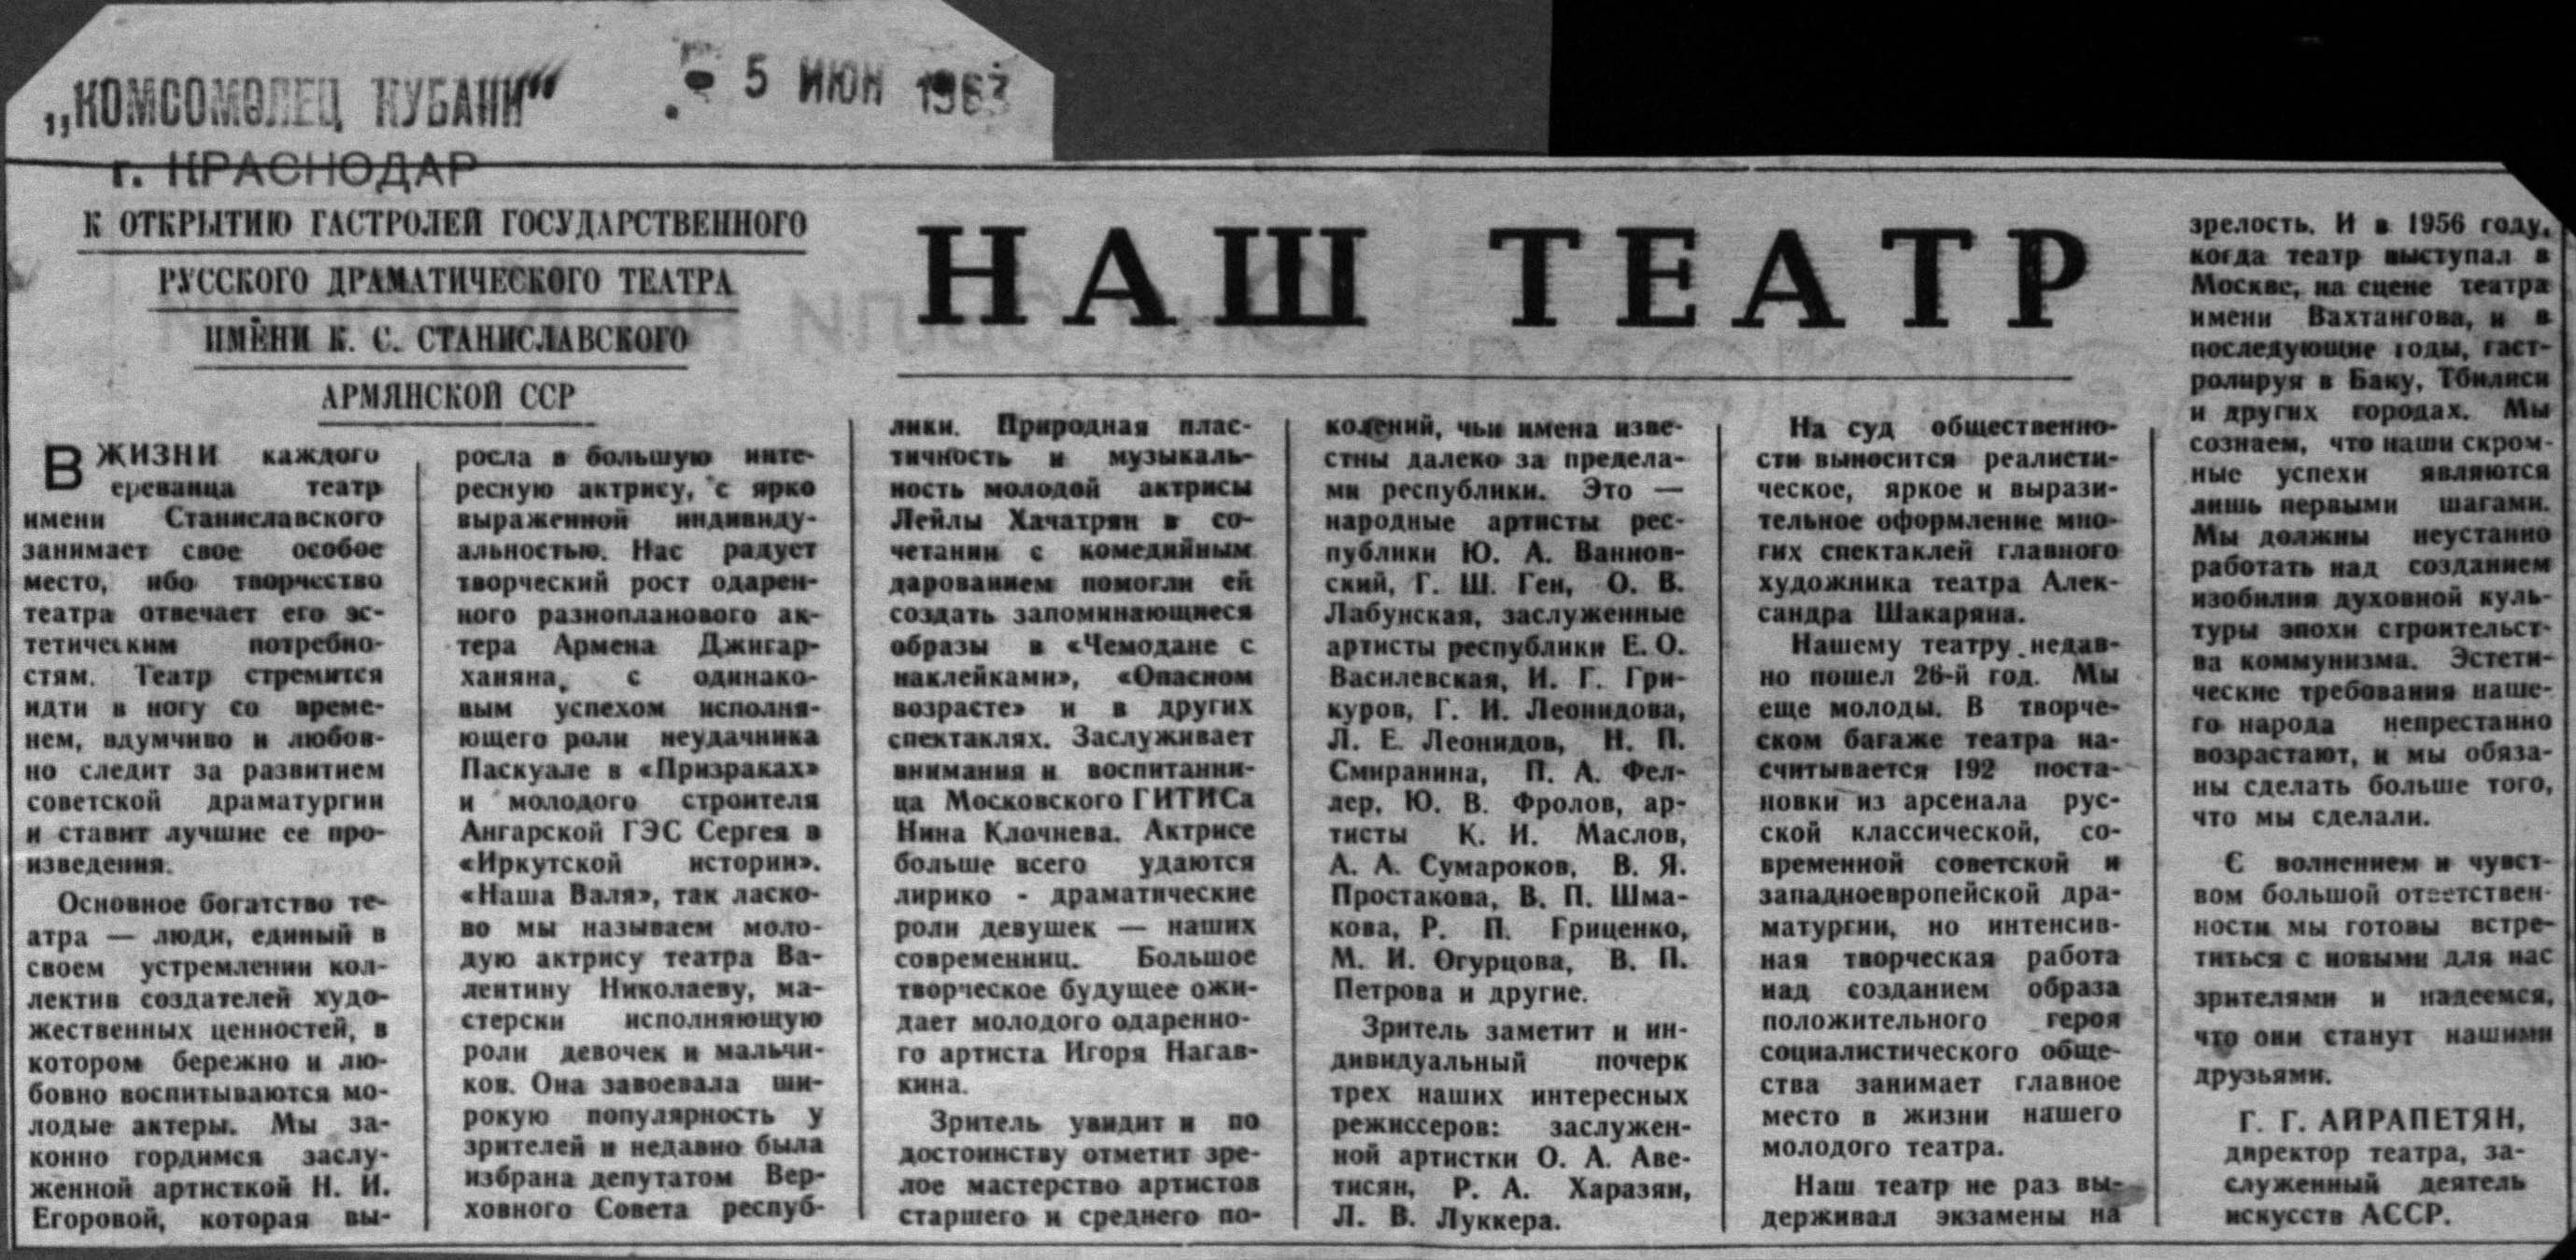 „КОМСОМОЛЕЦ КУБАНИ“
5 ИЮН 1963
г. КРАСНОДАР
К ОТКРЫТИЮ ГАСТРОЛЕЙ ГОСУДАРСТВЕННОГО
РУССКОГО ДРАМАТИЧЕСКОГО ТЕАТРА
ИМЕНИ К. С. СТАНИСЛАВСКОГО
АРМЯНСКОЙ ССР
НАШ ТЕАТР
В ЖИЗНИ каждого
ереванца театр
имени Станиславского
занимает свое особое
место, ибо творчество
театра отвечает его эс-
тетическим потребно-
стям. Театр стремится
идти в ногу со време-
нем, вдумчиво и любов-
но следит за развитием
советской драматургии
и ставит лучшие ее про-
изведения.
Основное богатство те-
атра — люди, единый в
своем устремлении кол-
лектив создателей худо-
жественных ценностей, в
котором бережно и лю-
бовно воспитываются мо-
лодые актеры. Мы за-
конно гордимся заслу-
женной артисткой Н. И.
Егоровой, которая вы-
росла в большую инте-
ресную актрису, с ярко
выраженной индивиду-
альностью. Нас радует
творческий рост одарен-
ного разнопланового ак-
тера Армена Джигар-
ханяна, с одинако-
вым успехом исполня-
ющего роли неудачника
Паскуале в «Призраках»
и молодого строителя
Ангарской ГЭС Сергея в
«Иркутской истории».
«Наша Валя», так ласко-
во мы называем моло-
дую актрису театра Ва-
лентину Николаеву, ма-
стерски исполняющую
роли девочек и мальчи-
ков. Она завоевала ши-
рокую популярность у
зрителей и недавно была
избрана депутатом Вер-
ховного Совета респуб-
лики. Природная плас-
тичность и музыкаль-
ность молодой актрисы
Лейлы Хачатрян в со-
четании с комедийным
дарованием помогли ей
создать запоминающиеся
образы в «Чемодане с
наклейками», «Опасном
возрасте» и в других
спектаклях. Заслуживает
внимания и воспитанни-
ца Московского ГИТИСа
Нина Клочнева. Актрисе
больше всего удаются
лирико - драматические
роли девушек — наших
современниц. Большое
творческое будущее ожи-
дает молодого одаренно-
го артиста Игоря Нагав-
кина.
Зритель увидит и по
достоинству отметит зре-
лое мастерство артистов
старшего и среднего по-
колений, чьи имена изве-
стны далеко за предела-
ми республики. Это —
народные артисты рес-
публики Ю. А. Ванно в-
ский, Г. Ш. Ген, О. В.
Лабунская, заслуженные
артисты республики Е. О.
Василевская, И. Г. Гри-
куров, Г. И. Леонидова,
Л. Е. Леонидов, Н. П.
Смиранина, П. А. Фел-
лер, Ю. В. Фролов, ар-
тисты К. И. Маслов,
А. А. Сумароков, В. Я.
Простакова, В. П. Шма-
кова, Р. П. Гриценко,
М. И. Огурцова, В. П.
Петрова и другие.
Зритель заметит и ин-
дивидуальный почерк
трех наших интересных
режиссеров: заслужен-
ной артистки О. А. Аве-
тисян, Р. А. Харазян,
Л. В. Луккера.
На суд общественно-
сти выносится реалисти-
ческое, яркое и вырази-
тельное оформление мно-
гих спектаклей главного
художника театра Алек-
сандра Шакаряна.
Нашему театру недав-
но пошел 26-й год. Мы
еще молоды. В творче-
ском багаже театра на-
считывается 192 поста-
новки из арсенала рус-
ской классической, со-
временной советской и
западноевропейской дра-
матургии, но интенсив-
ная творческая работа
над созданием образа
положительного героя
социалистического обще-
ства занимает главное
место в жизни нашего
молодого театра.
Наш театр не раз вы-
держивал экзамены на
зрелость. И в 1956 году,
когда театр выступал в
Москве, на сцене театра
имени Вахтангова, и в
последующие годы, гаст-
ролируя в Баку, Тбилиси
и других городах. Мы
сознаем, что наши скром-
ные успехи являются
лишь первыми шагами.
Мы должны неустанно
работать над созданием
изобилия духовной куль-
туры эпохи строительст-
ва коммунизма. Эстети-
ческие требования наше-
го народа непрестанно
возрастают, и мы обяза-
ны сделать больше того,
что мы сделали.
С волнением и чувст-
вом большой ответствен-
ности мы готовы встре-
титься с новыми для нас
зрителями и надеемся,
что они станут нашими
друзьями.
Г. Г. АЙРАПЕТЯН,
директор театра, за-
служенный деятель
искусств АССР.